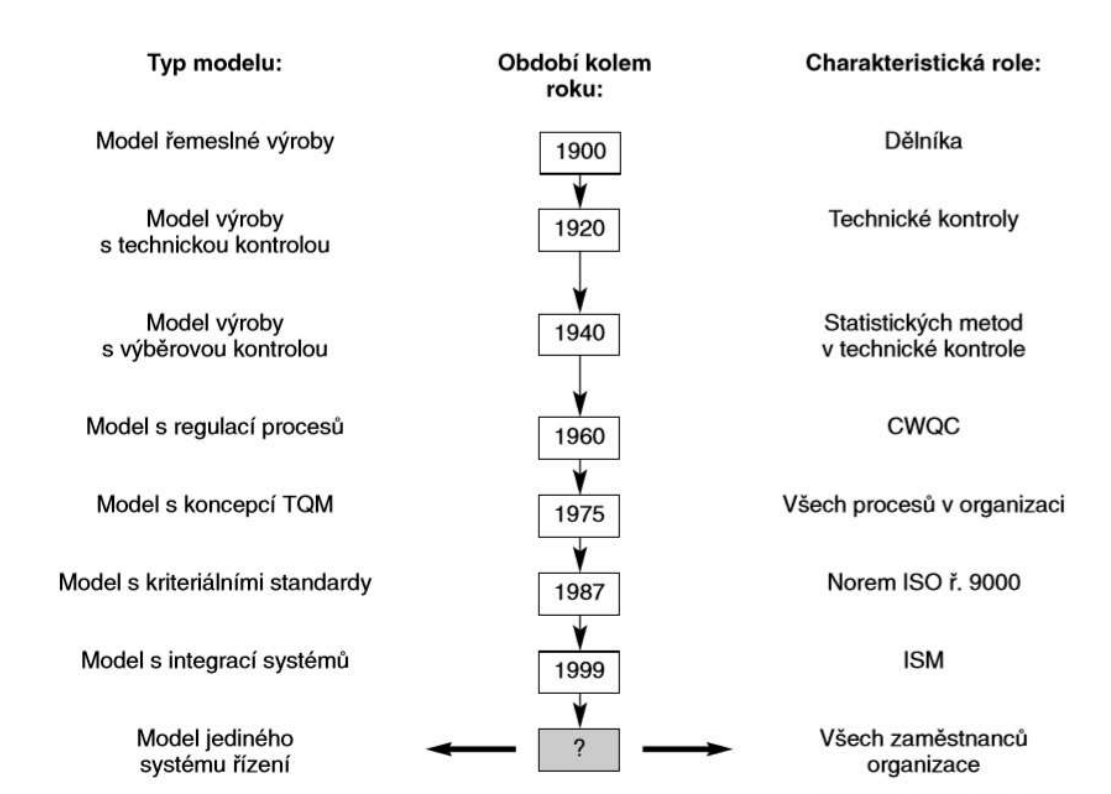 Typ modelu:
Období kolem
roku:
Charakteristická role:
Model řemeslné výroby
1900
Dělníka
Model výroby
s technickou kontrolou
1920
Technické kontroly
Model výroby
s výběrovou kontrolou
1940
Statistických metod
v technické kontrole
Model s regulací procesů
1960
CWQC
Model s koncepcí TQM
1975
Všech procesů v organizaci
Model s kriteriálními standardy
1987
Norem ISO ř. 9000
Model s integrací systémů
1999
ISM
Model jediného
systému řízení
?
Všech zaměstnanců
organizace